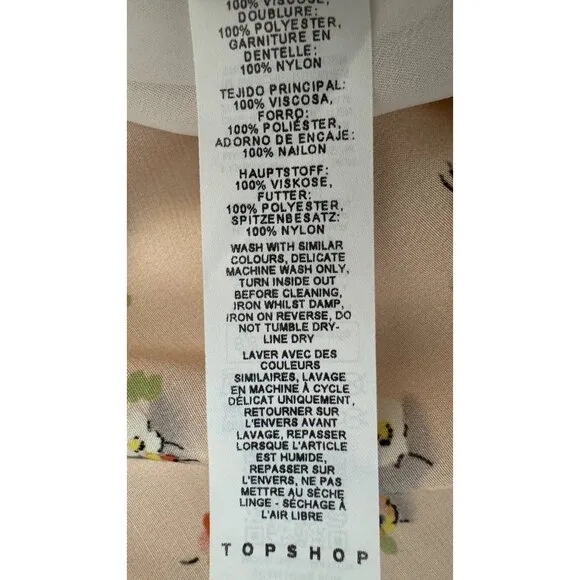 100% VISCOSE,
DOUBLURE:
100% POLYESTER,
GARNITURE EN
DENTELLE:
100% NYLON
TEJIDO PRINCIPAL:
100% VISCOSA,
FORRO:
100% POLIÉSTER,
ADORNO DE ENCAJE:
100% NAILON
HAUPTSTOFF:
100% VISKOSE,
FUTTER:
100% POLYESTER,
SPITZENBESATZ:
100% NYLON
WASH WITH SIMILAR
COLOURS, DELICATE
MACHINE WASH ONLY,
TURN INSIDE OUT
BEFORE CLEANING,
IRON WHILST DAMP,
IRON ON REVERSE, DO
NOT TUMBLE DRY-
LINE DRY
LAVER AVEC DES
COULEURS
SIMILAIRES, LAVAGE
EN MACHINE À CYCLE
DÉLICAT UNIQUEMENT,
RETOURNER SUR
L'ENVERS AVANT
LAVAGE, REPASSER
LORSQUE L'ARTICLE
EST HUMIDE,
REPASSER SUR
L'ENVERS, NE PAS
METTRE AU SÈCHE
LINGE - SÉCHAGE À
L'AIR LIBRE
TOPSHOP